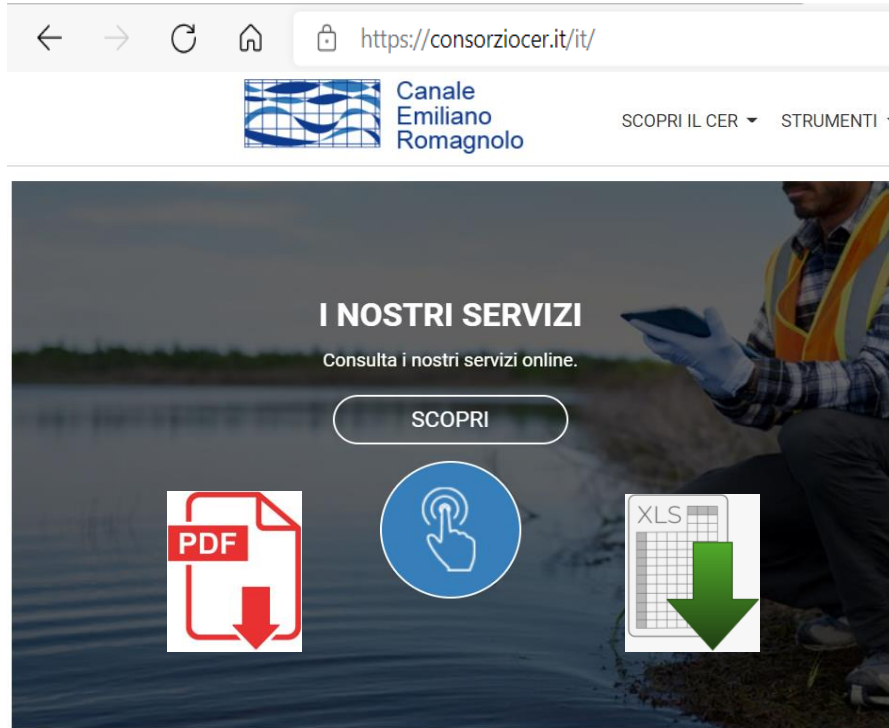 https://consorziocer.it/it/
Canale
Emiliano
Romagnolo
SCOPRI IL CER
STRUMENTI
I NOSTRI SERVIZI
Consulta i nostri servizi online.
SCOPRI
PDF
XLS